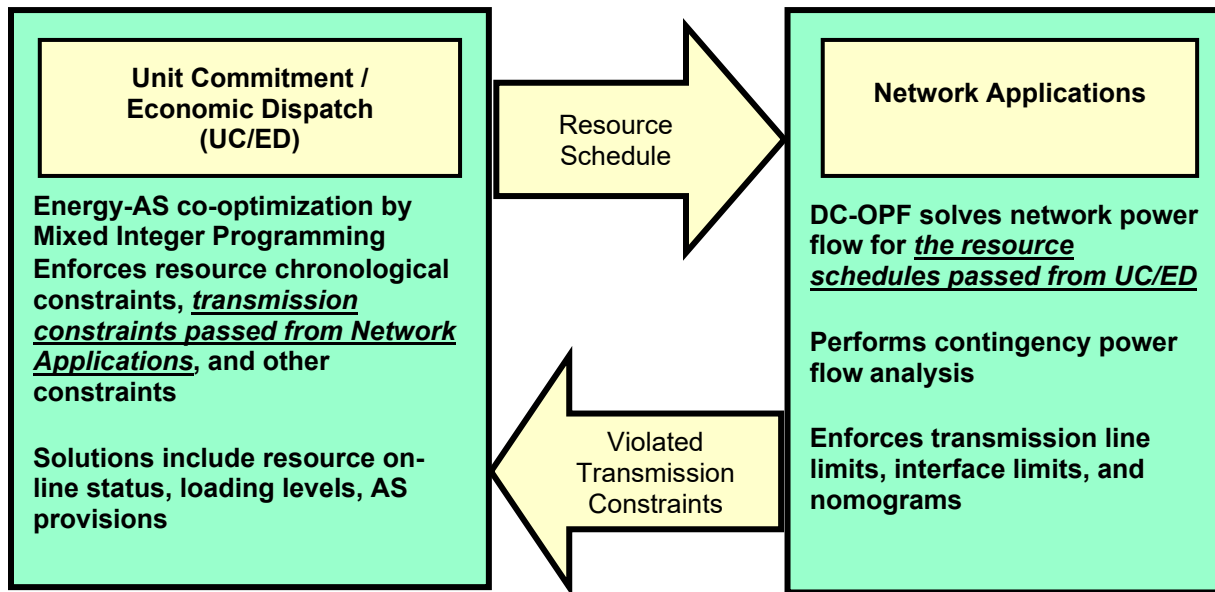 Unit Commitment /
Economic Dispatch
(UC/ED)
Energy-AS co-optimization by
Mixed Integer Programming
Enforces resource chronological
constraints, transmission
constraints passed from Network
Applications, and other
constraints
Solutions include resource on-
line status, loading levels, AS
provisions
Resource
Schedule
Violated
Transmission
Constraints
Network Applications
DC-OPF solves network power
flow for the resource
schedules passed from UC/ED
Performs contingency power
flow analysis
Enforces transmission line
limits, interface limits, and
nomograms